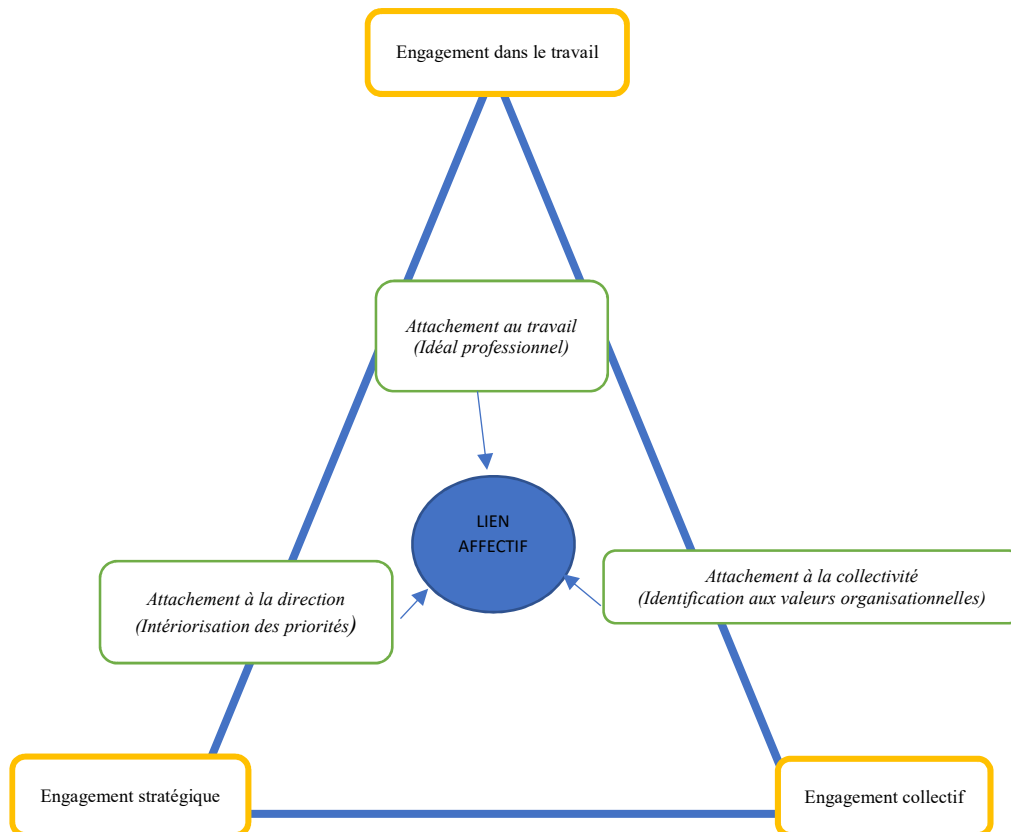 Engagement dans le travail
Attachement au travail
(Idéal professionnel)
LIEN
AFFECTIF
Attachement à la direction
(Intériorisation des priorités)
Attachement à la collectivité
(Identification aux valeurs organisationnelles)
Engagement stratégique
Engagement collectif